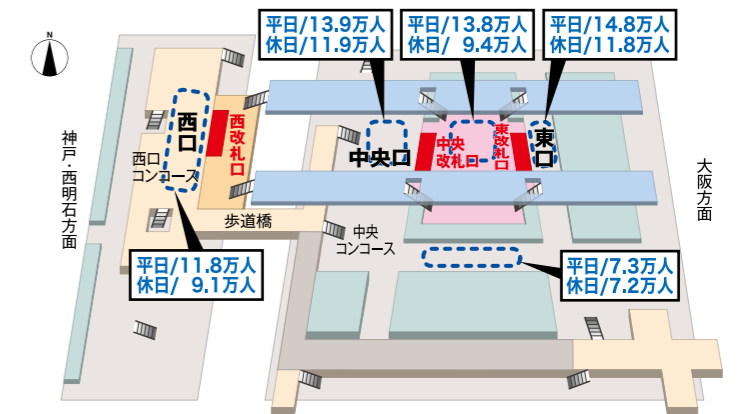 平日/13.9万人
休日/11.9万人
平日/13.8万人
休日/ 9.4万人
平日/14.8万人
休日/11.8万人
N
神戸・西明石方面
西口
西口
コンコース
西改札口
中央口
中央
改札口
東改札口
東口
大阪方面
歩道橋
中央
コンコース
平日/11.8万人
休日/ 9.1万人
平日/7.3万人
休日/7.2万人